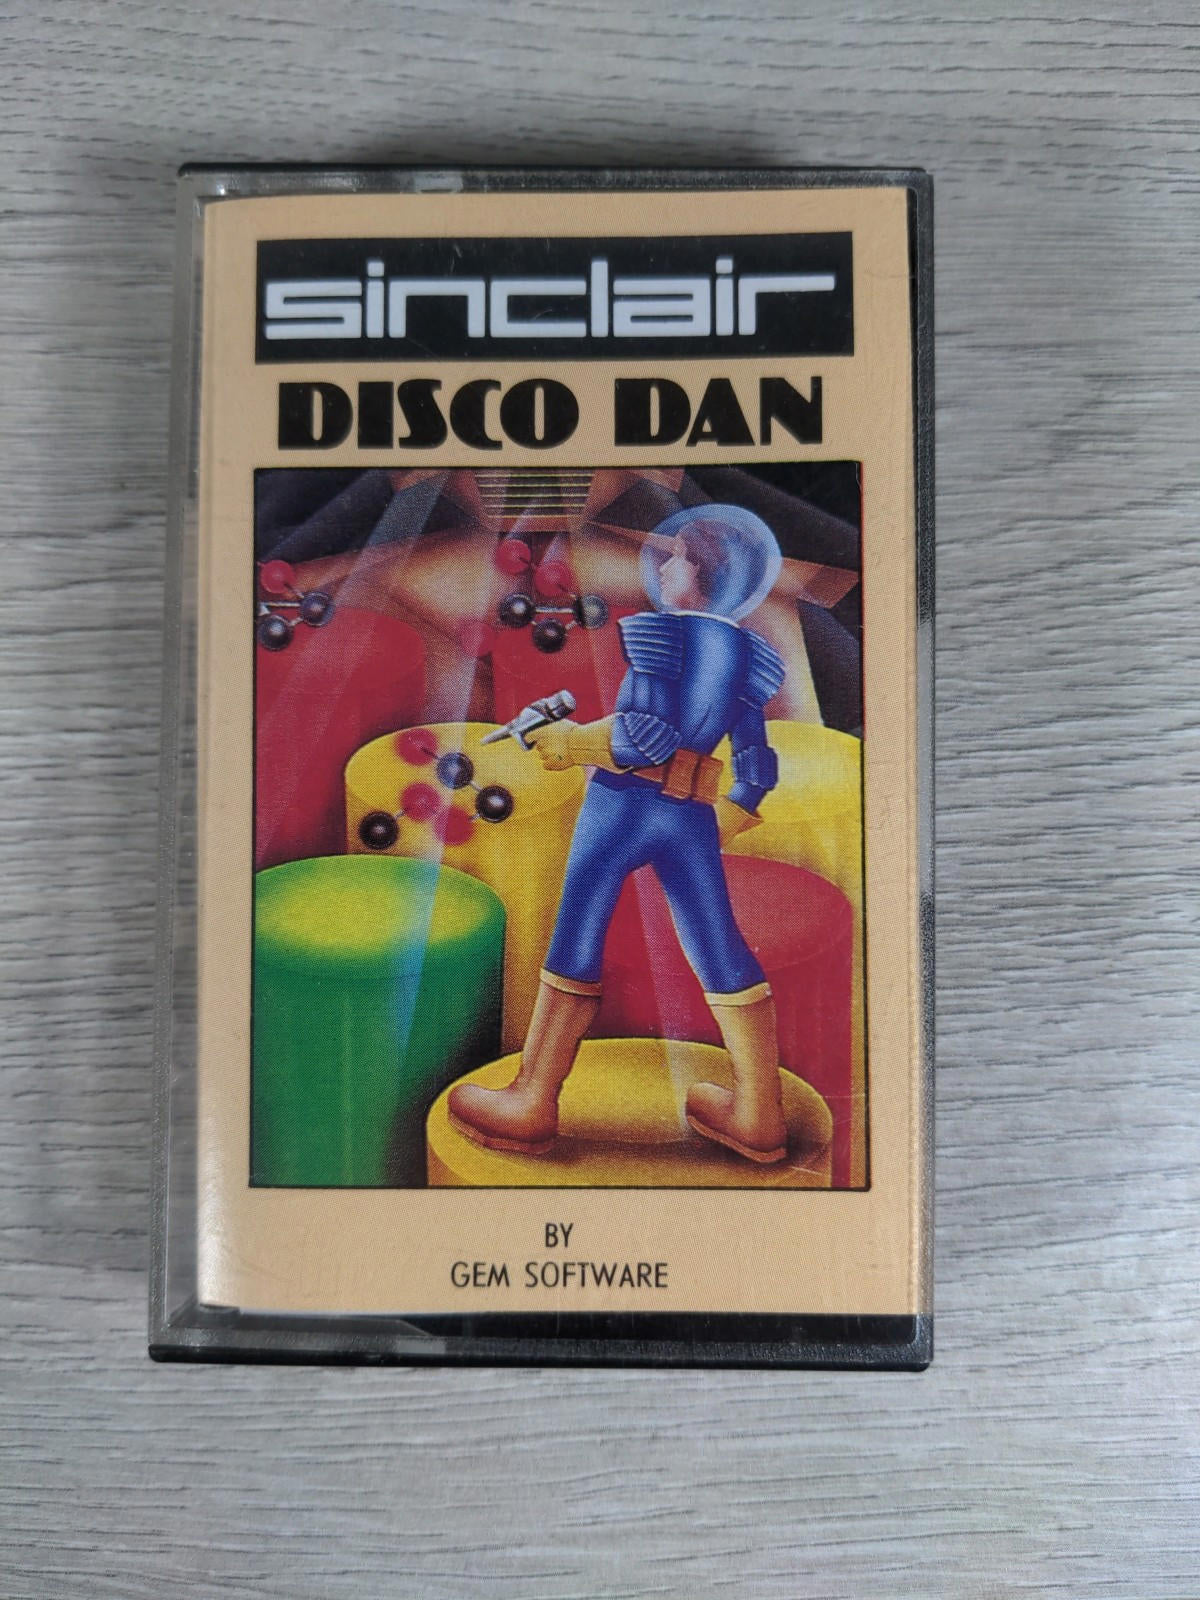 sinclair
DISCO DAN
BY
GEM SOFTWARE